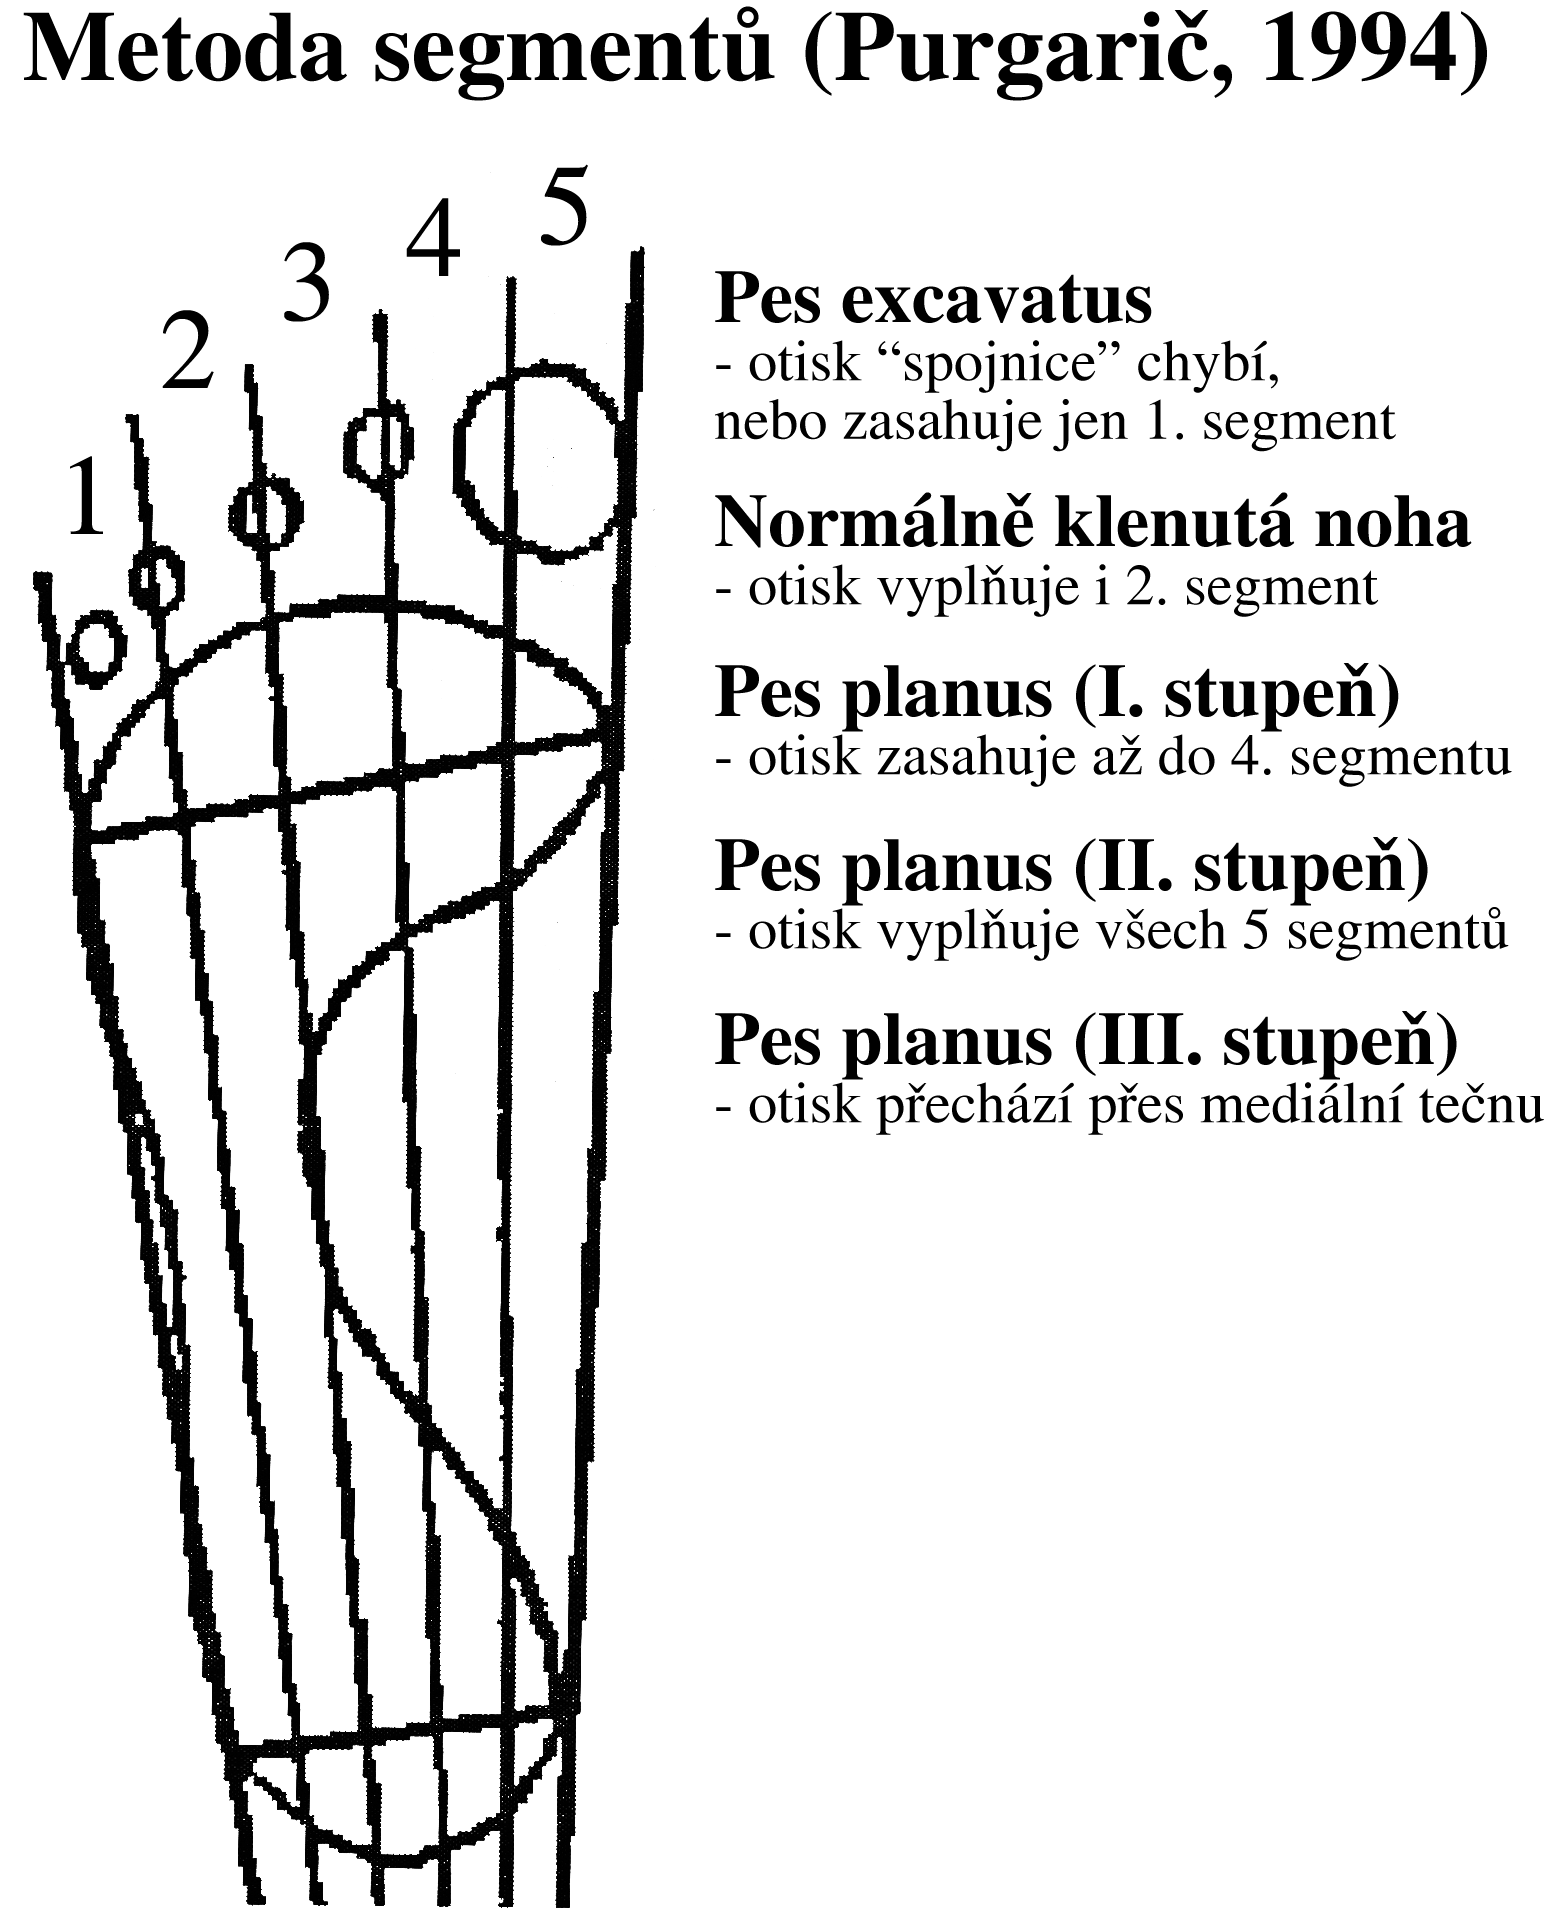 Metoda segmentů (Purgarič, 1994)
1
2
3
4
5
Pes excavatus
- otisk “spojnice” chybí,
nebo zasahuje jen 1. segment
Normálně klenutá noha
- otisk vyplňuje i 2. segment
Pes planus (I. stupeň)
- otisk zasahuje až do 4. segmentu
Pes planus (II. stupeň)
- otisk vyplňuje všech 5 segmentů
Pes planus (III. stupeň)
- otisk přechází přes mediální tečnu